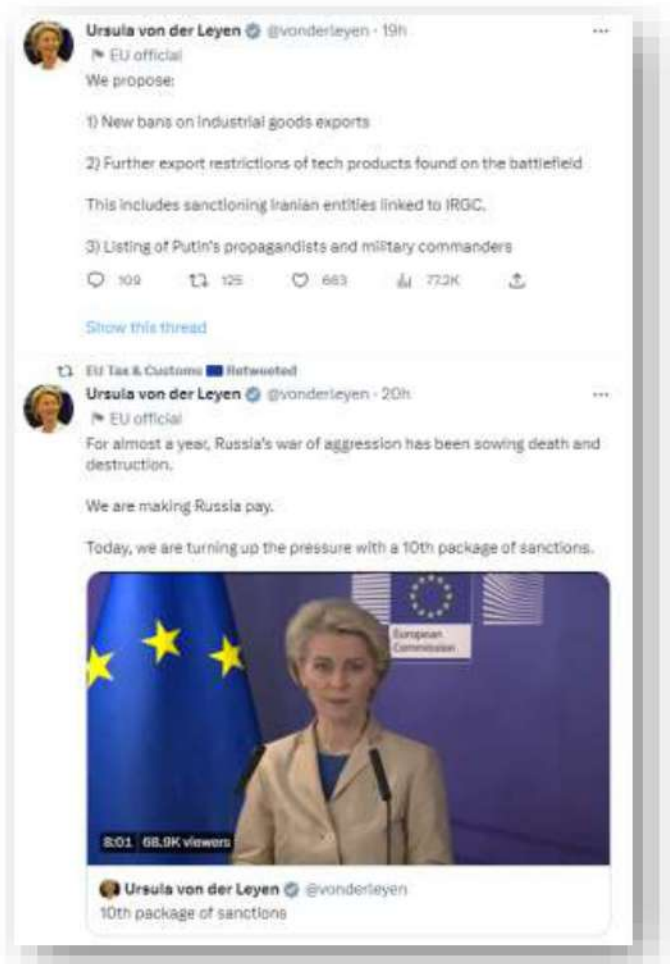 Ursula von der Leyen @vonderleyen · 19h
EU official
We propose:
1) New bans on industrial goods exports
2) Further export restrictions of tech products found on the battlefield
This includes sanctioning Iranian entities linked to IRGC.
3) Listing of Putin's propagandists and military commanders
109 125 663 77.2K
Show this thread
EU Tax & Customs Retweeted
Ursula von der Leyen @vonderleyen · 20h
EU official
For almost a year, Russia's war of aggression has been sowing death and
destruction.
We are making Russia pay.
Today, we are turning up the pressure with a 10th package of sanctions.
European
Commission
8:01 68.9K viewers
Ursula von der Leyen @vonderleyen
10th package of sanctions